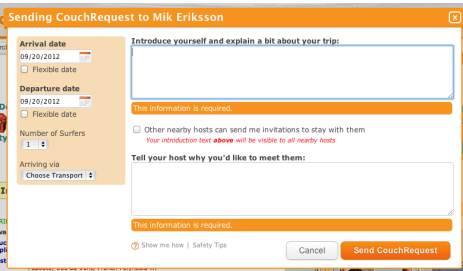 Sending CouchRequest to Mik Eriksson
Arrival date
09/20/2012
Flexible date
Departure date
09/20/2012
Flexible date
Number of Surfers
1
Arriving via
Choose Transport
Introduce yourself and explain a bit about your trip:
This information is required.
Other nearby hosts can send me invitations to stay with them
Your introduction text above will be visible to all nearby hosts
Tell your host why you'd like to meet them:
This information is required.
Show me how | Safety Tips
Cancel
Send CouchRequest